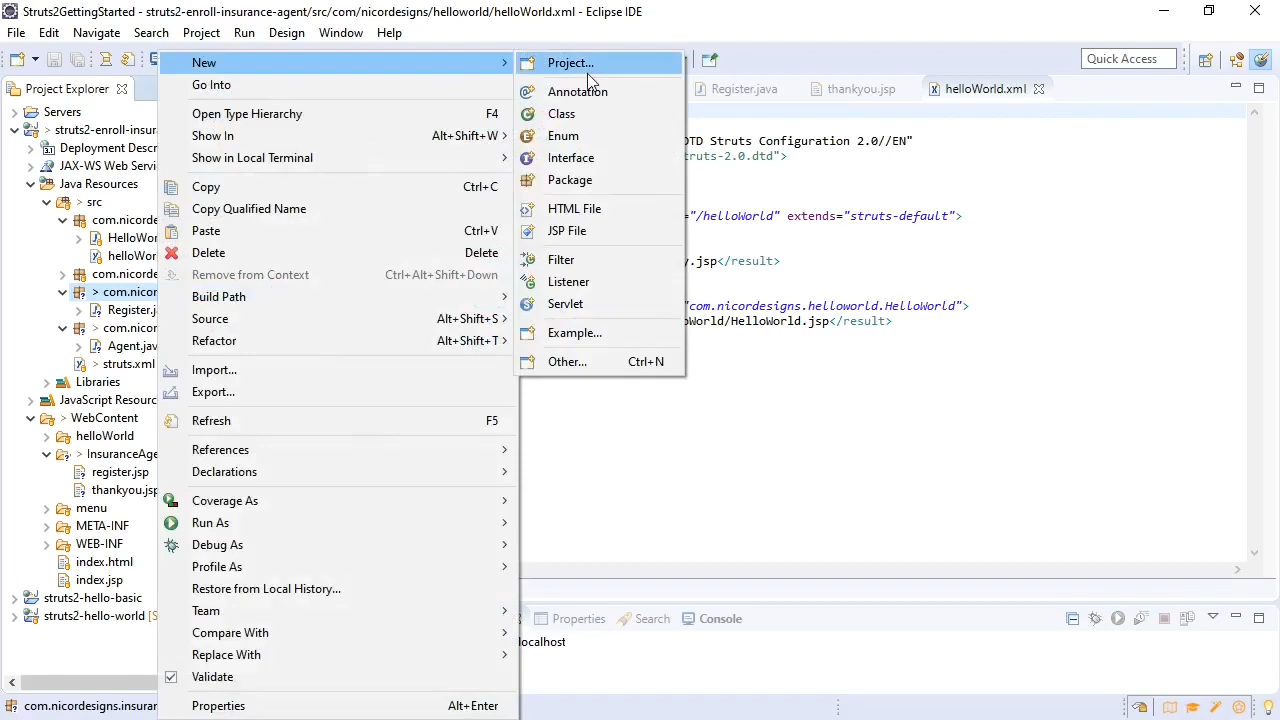 Struts2GettingStarted - struts2-enroll-insurance-agent/src/com/nicordesigns/helloworld/helloWorld.xml - Eclipse IDE
File Edit Navigate Search Project Run Design Window Help
Quick Access
Project Explorer
Register.java
thankyou.jsp
helloWorld.xml
Servers
> struts2-enroll-insu
Deployment Descr
JAX-WS Web Servi
Java Resources
> src
com.nicorde
HelloWor
helloWor
com.nicorde
> com.nicor
Register.j
> com.nico
Agent.jav
> struts.xml
Libraries
JavaScript Resourc
> WebContent
helloWorld
> InsuranceAge
register.jsp
thankyou.jsp
menu
META-INF
WEB-INF
index.html
index.jsp
struts2-hello-basic
struts2-hello-world [S
New
Go Into
Open Type Hierarchy F4
Show In Alt+Shift+W
Show in Local Terminal
Copy Ctrl+C
Copy Qualified Name
Paste Ctrl+V
Delete Delete
Remove from Context Ctrl+Alt+Shift+Down
Build Path
Source Alt+Shift+S
Refactor Alt+Shift+T
Import...
Export...
Refresh F5
References
Declarations
Coverage As
Run As
Debug As
Profile As
Restore from Local History...
Team
Compare With
Replace With
Validate
Properties Alt+Enter
Project...
Annotation
Class
Enum
Interface
Package
HTML File
JSP File
Filter
Listener
Servlet
Example...
Other... Ctrl+N
DTD Struts Configuration 2.0//EN"
truts-2.0.dtd">
="/helloWorld" extends="struts-default">
y.jsp</result>
"com.nicordesigns.helloworld.HelloWorld">
oWorld/HelloWorld.jsp</result>
Properties Search Console
localhost
com.nicordesigns.insura